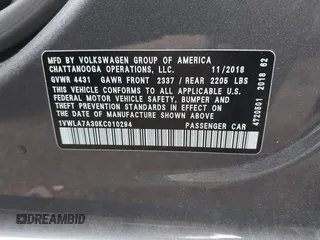 MFD. BY VOLKSWAGEN GROUP OF AMERICA
CHATTANOOGA OPERATIONS, LLC. 11/2018
GVWR 4431 GAWR FRONT 2337 / REAR 2205 LBS
THIS VEHICLE CONFORMS TO ALL APPLICABLE U.S.
FEDERAL MOTOR VEHICLE SAFETY, BUMPER AND
THEFT PREVENTION STANDARDS IN EFFECT ON THE
DATE OF MANUFACTURE SHOWN ABOVE.
1VWLA7A30KC010294 PASSENGER CAR
4720501 2018 62
DREAMBID